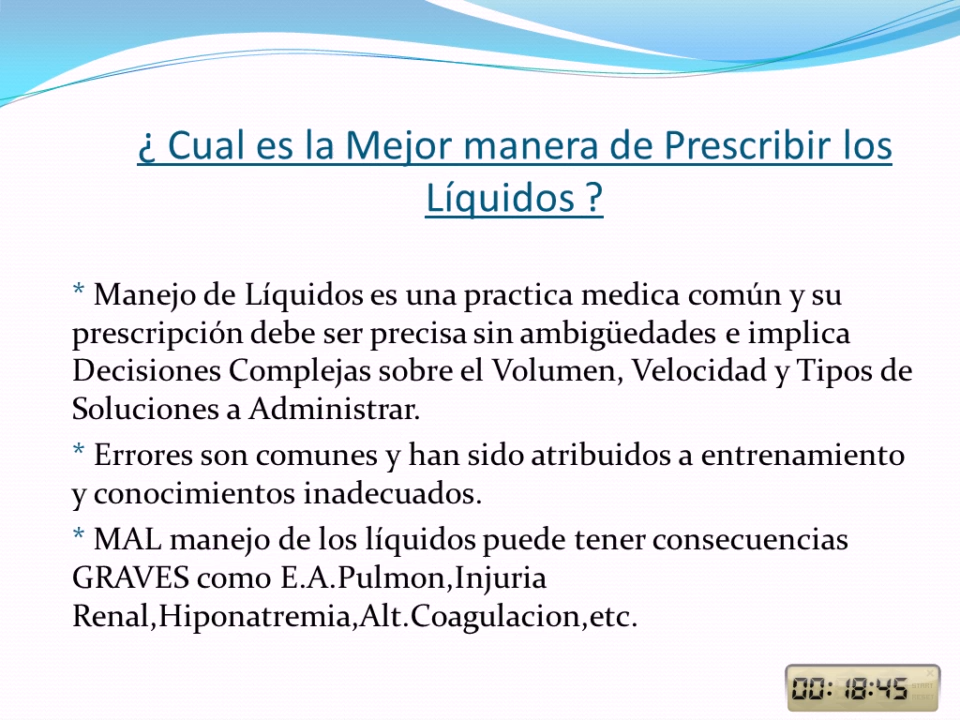 ¿ Cual es la Mejor manera de Prescribir los
Líquidos ?
* Manejo de Líquidos es una practica medica común y su
prescripción debe ser precisa sin ambigüedades e implica
Decisiones Complejas sobre el Volumen, Velocidad y Tipos de
Soluciones a Administrar.
* Errores son comunes y han sido atribuidos a entrenamiento
y conocimientos inadecuados.
* MAL manejo de los líquidos puede tener consecuencias
GRAVES como E.A.Pulmon,Injuria
Renal,Hiponatremia,Alt.Coagulacion,etc.
00:18:45